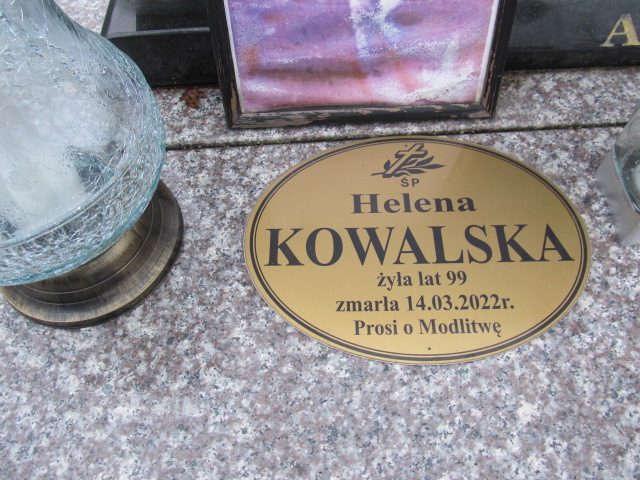 A
ŚP
Helena
KOWALSKA
żyła lat 99
zmarła 14.03.2022r.
Prosi o Modlitwę